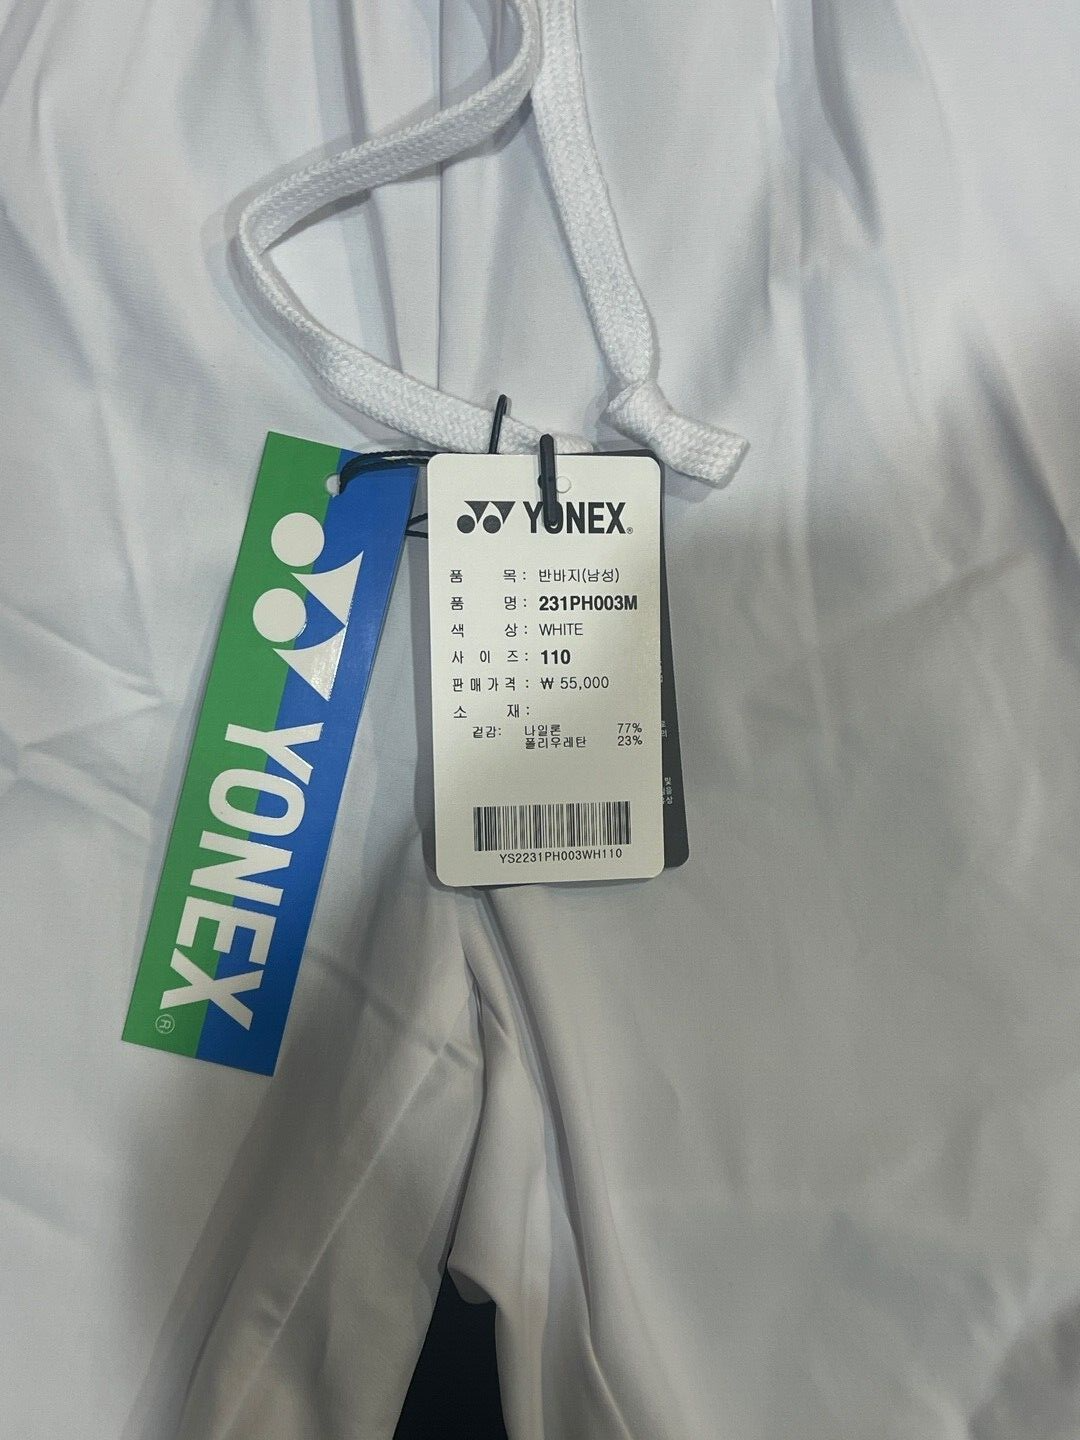 YONEX®
YONEX®
품 목 : 반바지(남성)
품 명 : 231PH003M
색 상 : WHITE
사 이 즈 : 110
판 매 가 격 : ₩ 55,000
소 재 :
겉감: 나일론 77%
폴리우레탄 23%
YS2231PH003WH110